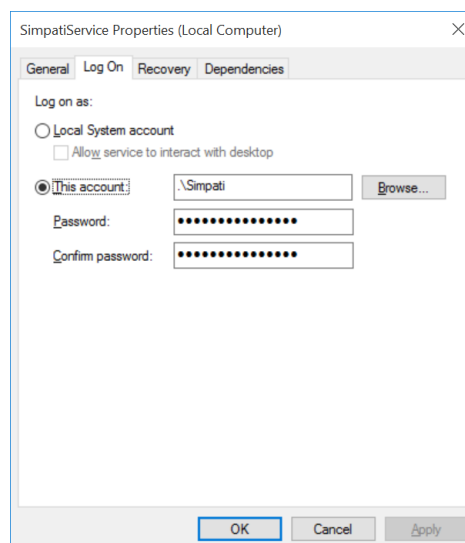 SimpatiService Properties (Local Computer)
General Log On Recovery Dependencies
Log on as:
Local System account
Allow service to interact with desktop
This account: .\Simpati Browse...
Password: ●●●●●●●●●●●●●●●
Confirm password: ●●●●●●●●●●●●●●●
OK Cancel Apply